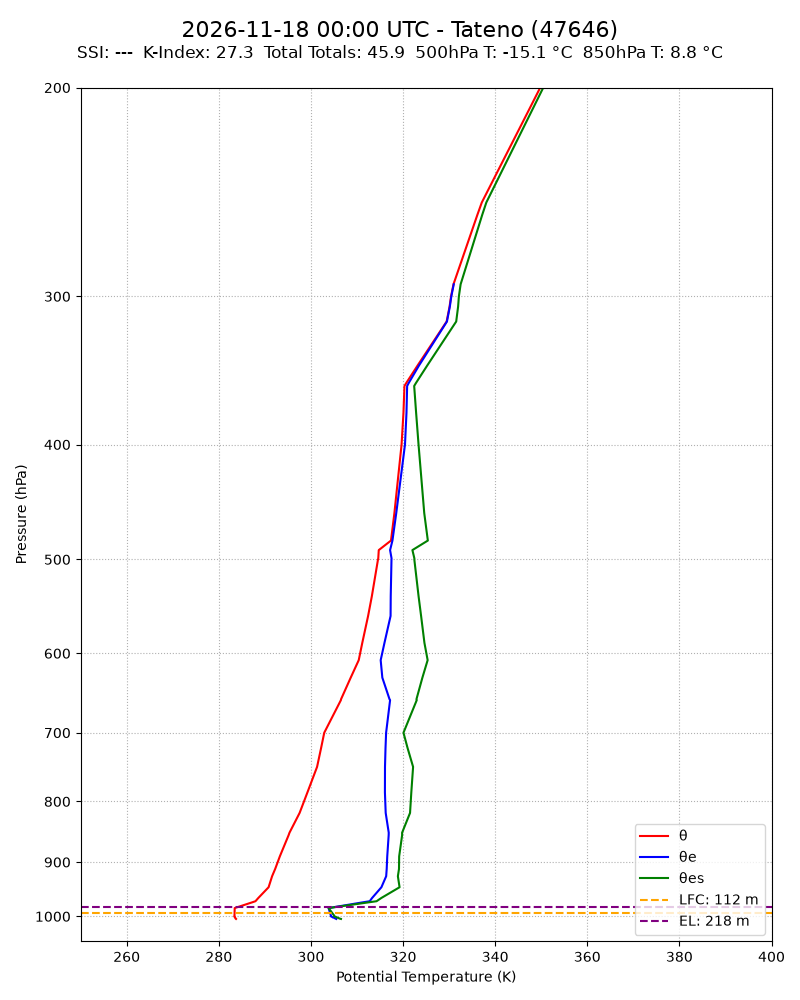 2026-11-18 00:00 UTC - Tateno (47646)
SSI: ---  K-Index: 27.3  Total Totals: 45.9  500hPa T: -15.1 °C  850hPa T: 8.8 °C
200
300
400
500
600
700
800
900
1000
Pressure (hPa)
θ
θe
θes
LFC: 112 m
EL: 218 m
260 280 300 320 340 360 380 400
Potential Temperature (K)